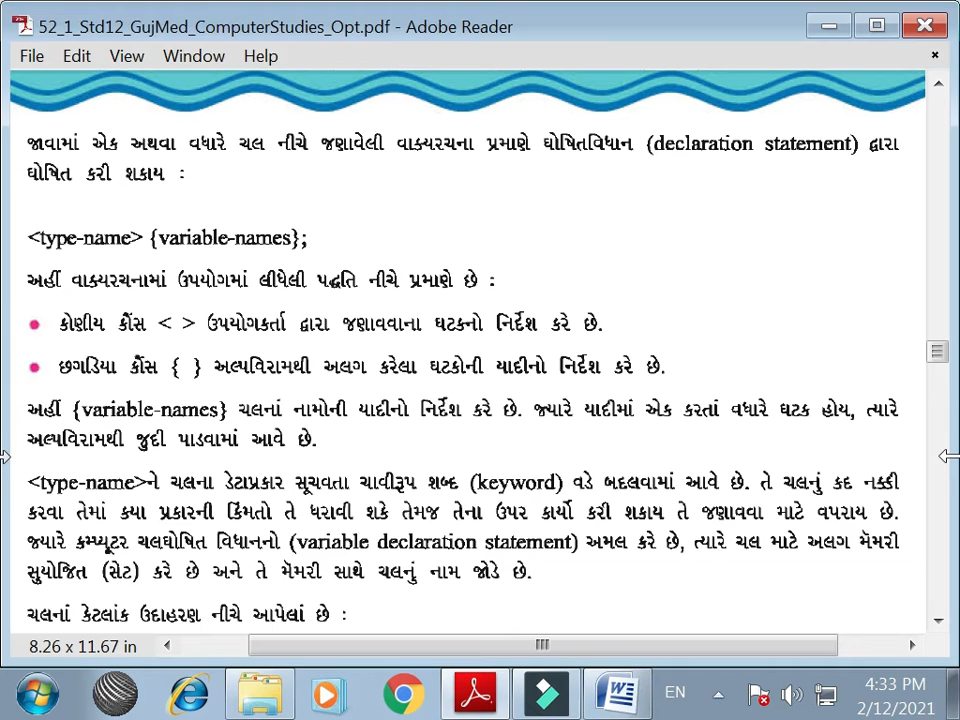 52_1_Std12_GujMed_ComputerStudies_Opt.pdf - Adobe Reader
File Edit View Window Help
જાવામાં એક અથવા વધારે ચલ નીચે જણાવેલી વાક્યરચના પ્રમાણે ઘોષિતવિધાન (declaration statement) દ્વારા
ઘોષિત કરી શકાય :
<type-name> {variable-names};
અહીં વાક્યરચનામાં ઉપયોગમાં લીધેલી પદ્ધતિ નીચે પ્રમાણે છે :
● કોણીય કૌંસ < > ઉપયોગકર્તા દ્વારા જણાવવાના ઘટકનો નિર્દેશ કરે છે.
● છગડિયા કૌંસ { } અલ્પવિરામથી અલગ કરેલા ઘટકોની યાદીનો નિર્દેશ કરે છે.
અહીં {variable-names} ચલનાં નામોની યાદીનો નિર્દેશ કરે છે. જ્યારે યાદીમાં એક કરતાં વધારે ઘટક હોય, ત્યારે
અલ્પવિરામથી જુદી પાડવામાં આવે છે.
<type-name>ને ચલના ડેટાપ્રકાર સૂચવતા ચાવીરૂપ શબ્દ (keyword) વડે બદલવામાં આવે છે. તે ચલનું કદ નક્કી
કરવા તેમાં કયા પ્રકારની કિંમતો તે ધરાવી શકે તેમજ તેના ઉપર કાર્યો કરી શકાય તે જણાવવા માટે વપરાય છે.
જ્યારે કમ્પ્યૂટર ચલઘોષિત વિધાનનો (variable declaration statement) અમલ કરે છે, ત્યારે ચલ માટે અલગ મૅમરી
સુયોજિત (સેટ) કરે છે અને તે મૅમરી સાથે ચલનું નામ જોડે છે.
ચલનાં કેટલાંક ઉદાહરણ નીચે આપેલાં છે :
8.26 x 11.67 in
EN
4:33 PM
2/12/2021